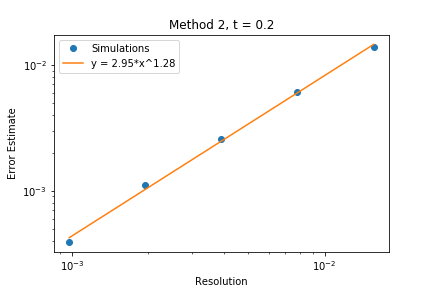 Method 2, t = 0.2
Simulations
y = 2.95*x^1.28
10^−2
10^−3
Error Estimate
10^−3
10^−2
Resolution